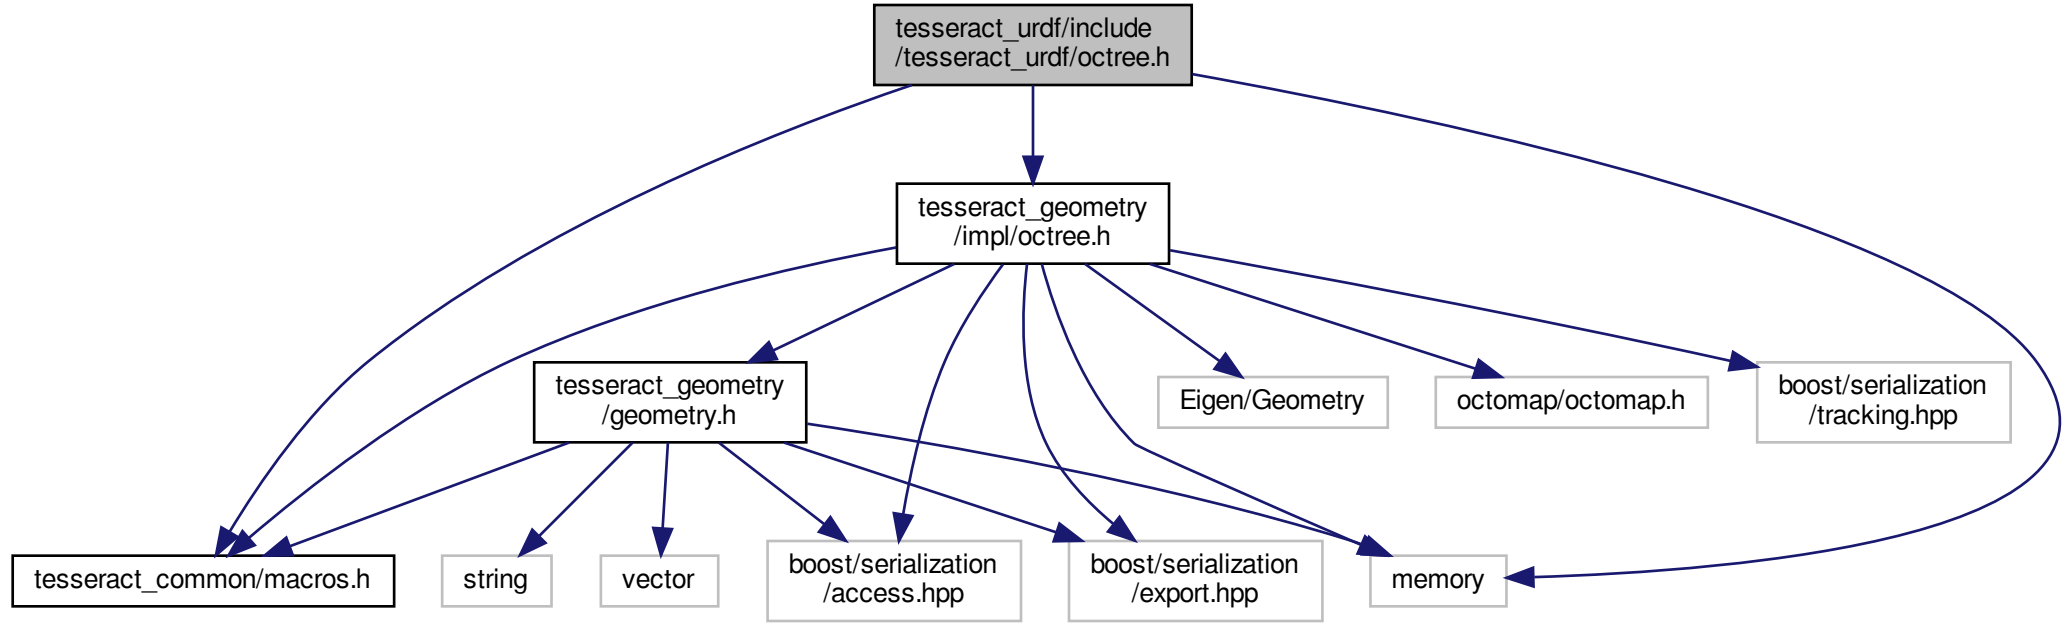 tesseract_urdf/include
/tesseract_urdf/octree.h
tesseract_geometry
/impl/octree.h
tesseract_geometry
/geometry.h
Eigen/Geometry
octomap/octomap.h
boost/serialization
/tracking.hpp
tesseract_common/macros.h
string
vector
boost/serialization
/access.hpp
boost/serialization
/export.hpp
memory